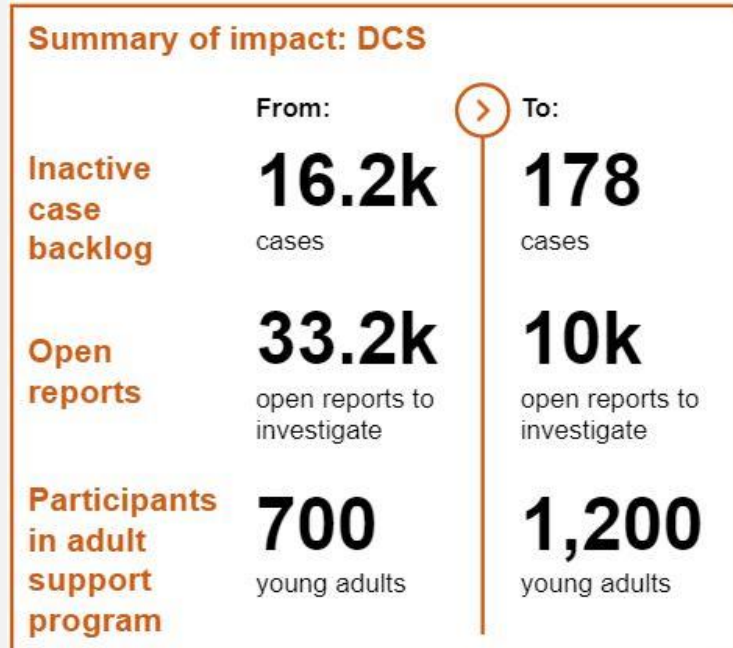 Summary of impact: DCS
From:
To:
Inactive
case
backlog
16.2k
cases
178
cases
Open
reports
33.2k
open reports to
investigate
10k
open reports to
investigate
Participants
in adult
support
program
700
young adults
1,200
young adults